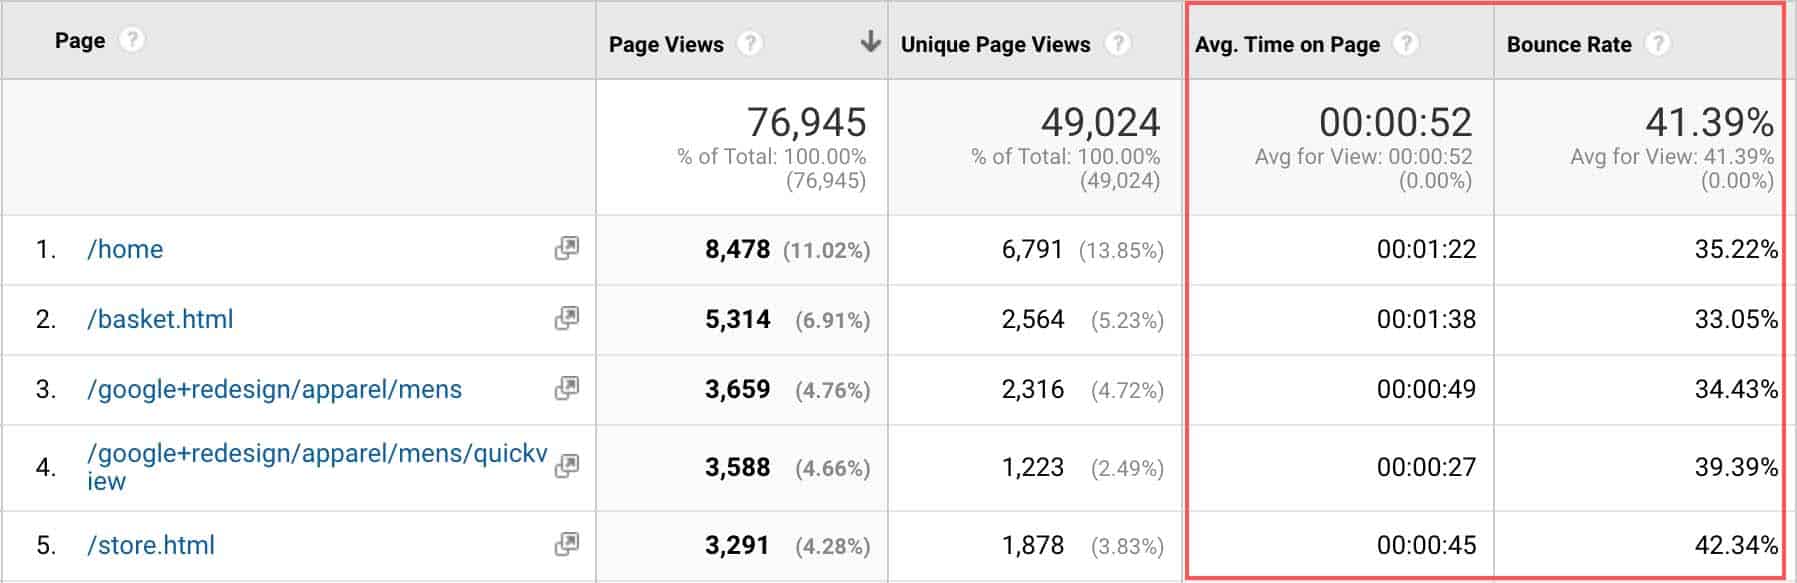 Page ?
Page Views ?
Unique Page Views ?
Avg. Time on Page ?
Bounce Rate ?
76,945
% of Total: 100.00%
(76,945)
49,024
% of Total: 100.00%
(49,024)
00:00:52
Avg for View: 00:00:52
(0.00%)
41.39%
Avg for View: 41.39%
(0.00%)
1. /home 8,478 (11.02%) 6,791 (13.85%) 00:01:22 35.22%
2. /basket.html 5,314 (6.91%) 2,564 (5.23%) 00:01:38 33.05%
3. /google+redesign/apparel/mens 3,659 (4.76%) 2,316 (4.72%) 00:00:49 34.43%
4. /google+redesign/apparel/mens/quickv
iew 3,588 (4.66%) 1,223 (2.49%) 00:00:27 39.39%
5. /store.html 3,291 (4.28%) 1,878 (3.83%) 00:00:45 42.34%